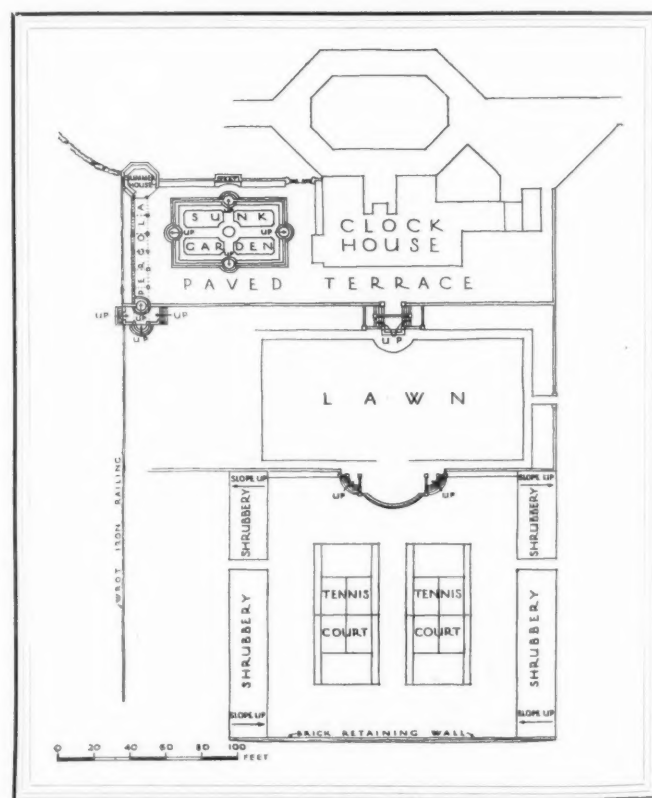 SUMMER
HOUSE
SEAT
PERGOLA
SUNK
UP UP
GARDEN
CLOCK
HOUSE
PAVED TERRACE
UP UP UP
UP
UP
LAWN
SLOPE UP
SLOPE UP
UP UP
WROT IRON RAILING
SHRUBBERY
SHRUBBERY
TENNIS
COURT
TENNIS
COURT
SHRUBBERY
SHRUBBERY
SLOPE UP
SLOPE UP
BRICK RETAINING WALL
0 20 40 60 80 100
FEET